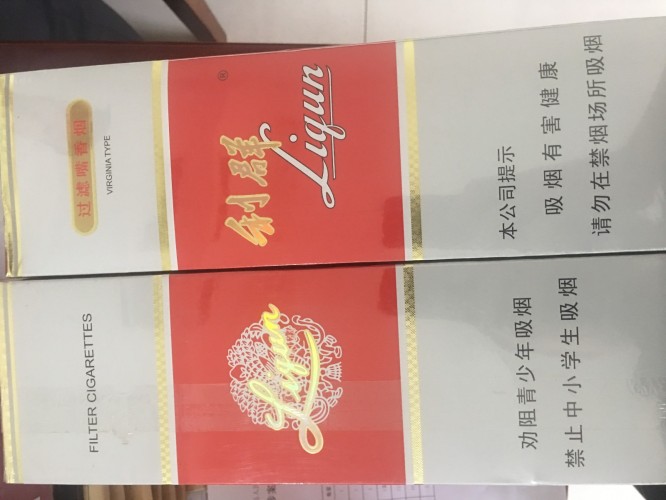 过滤嘴香烟
VIRGINIA TYPE
利群
®
Liqun
本公司提示
吸烟有害健康
请勿在禁烟场所吸烟
FILTER CIGARETTES
Liqun
劝阻青少年吸烟
禁止中小学生吸烟